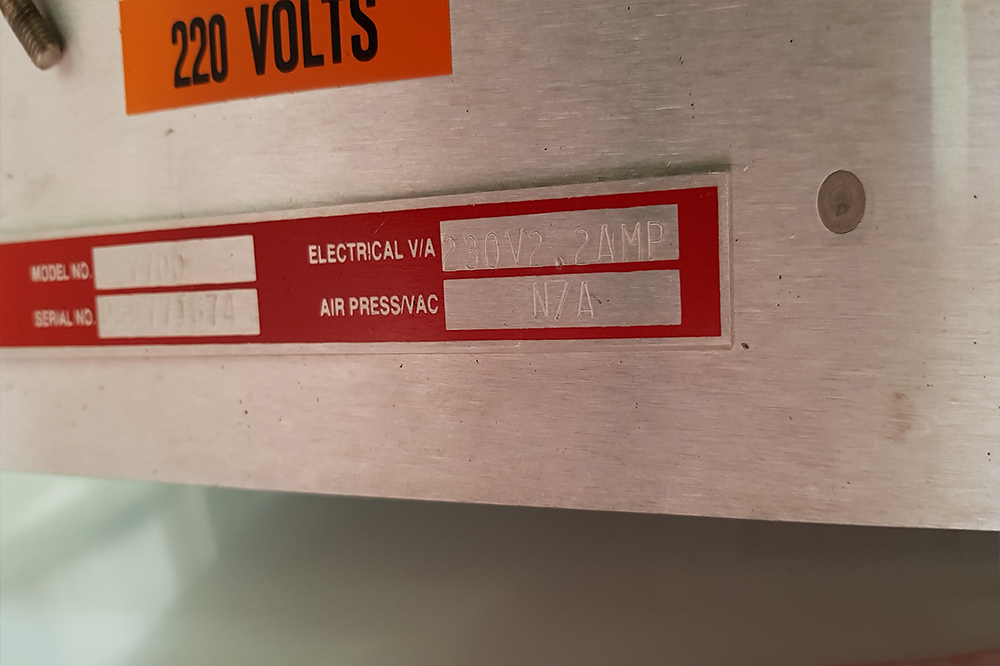 220 VOLTS
MODEL NO.
SERIAL NO.
ELECTRICAL V/A 230V2.2AMP
AIR PRESS/VAC N/A